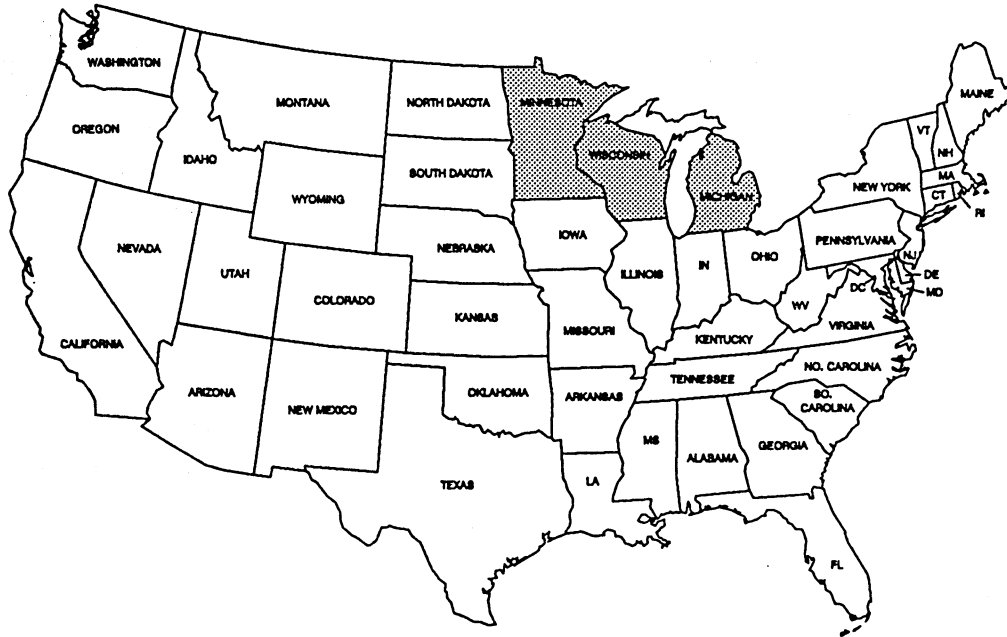 WASHINGTON
MONTANA
NORTH DAKOTA
MINNESOTA
MAINE
OREGON
IDAHO
SOUTH DAKOTA
WISCONSIN
MICHIGAN
VT
NH
MA
CT
RI
NEW YORK
WYOMING
NEVADA
UTAH
COLORADO
NEBRASKA
IOWA
ILLINOIS
IN
OHIO
PENNSYLVANIA
NJ
DE
MD
DC
WV
VIRGINIA
CALIFORNIA
KANSAS
MISSOURI
KENTUCKY
ARIZONA
NEW MEXICO
OKLAHOMA
ARKANSAS
TENNESSEE
NO. CAROLINA
SO.
CAROLINA
TEXAS
LA
MS
ALABAMA
GEORGIA
FL